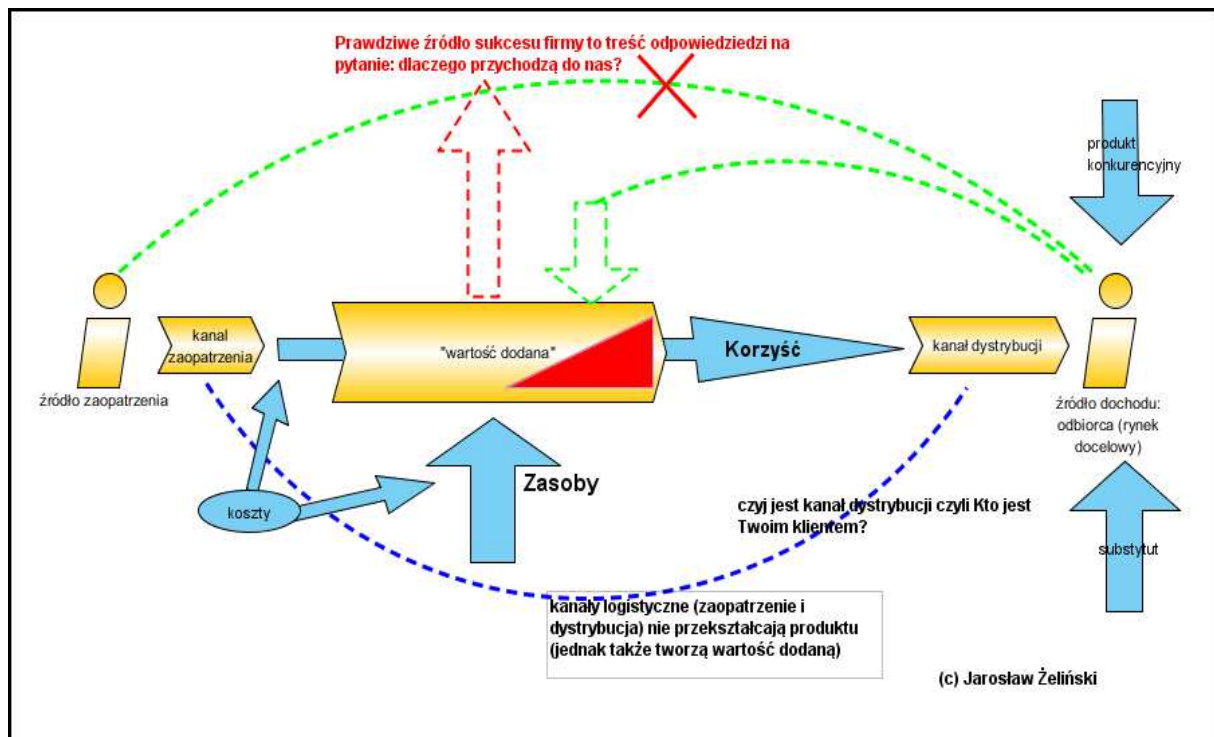 Prawdziwe źródło sukcesu firmy to treść odpowiedziedzi na
pytanie: dlaczego przychodzą do nas?
produkt
konkurencyjny
kanal
zaopatrzenia
"wartość dodana"
Korzyść
kanał dystrybucji
źródło zaopatrzenia
źródło dochodu:
odbiorca (rynek
docelowy)
Zasoby
koszty
czyj jest kanał dystrybucji czyli Kto jest
Twoim klientem?
substytut
kanały logistyczne (zaopatrzenie i
dystrybucja) nie przekształcają produktu
(jednak także tworzą wartość dodaną)
(c) Jarosław Żeliński